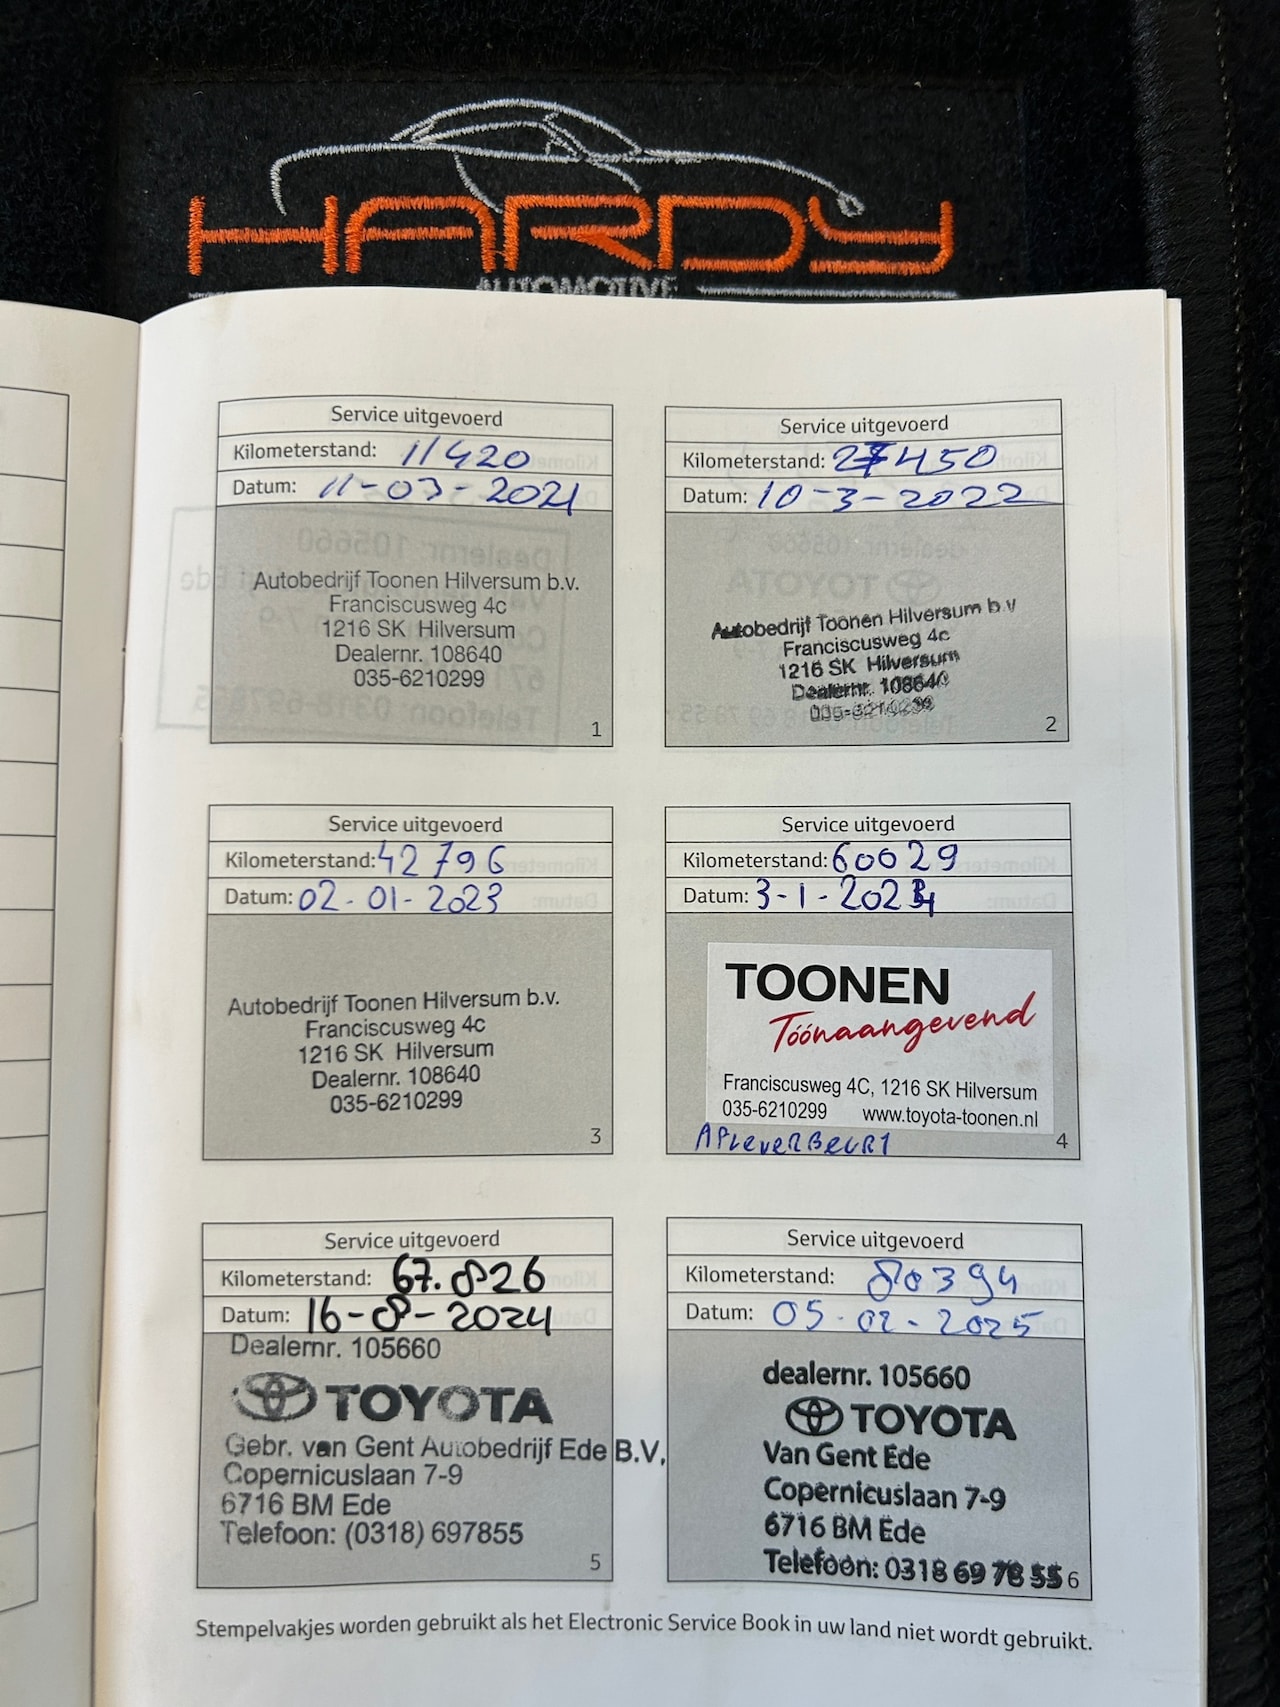 HARDY
AUTOMOTIVE
Service uitgevoerd
Kilometerstand: 11420
Datum: 11-03-2021
Autobedrijf Toonen Hilversum b.v.
Franciscusweg 4c
1216 SK Hilversum
Dealernr. 108640
035-6210299
1
Service uitgevoerd
Kilometerstand: 27450
Datum: 10-3-2022
Autobedrijf Toonen Hilversum b.v
Franciscusweg 4c
1216 SK Hilversum
Dealernr. 108640
035-6210299
2
Service uitgevoerd
Kilometerstand: 42796
Datum: 02-01-2023
Autobedrijf Toonen Hilversum b.v.
Franciscusweg 4c
1216 SK Hilversum
Dealernr. 108640
035-6210299
3
Service uitgevoerd
Kilometerstand: 60029
Datum: 3-1-2024
TOONEN
Tóónaangevend
Franciscusweg 4C, 1216 SK Hilversum
035-6210299 www.toyota-toonen.nl
AFLeverBeurt
4
Service uitgevoerd
Kilometerstand: 67.826
Datum: 16-8-2024
Dealernr. 105660
TOYOTA
Gebr. van Gent Autobedrijf Ede B.V.
Copernicuslaan 7-9
6716 BM Ede
Telefoon: (0318) 697855
5
Service uitgevoerd
Kilometerstand: 80394
Datum: 05-02-2025
dealernr. 105660
TOYOTA
Van Gent Ede
Copernicuslaan 7-9
6716 BM Ede
Telefoon: 0318 69 78 55
6
Stempelvakjes worden gebruikt als het Electronic Service Book in uw land niet wordt gebruikt.